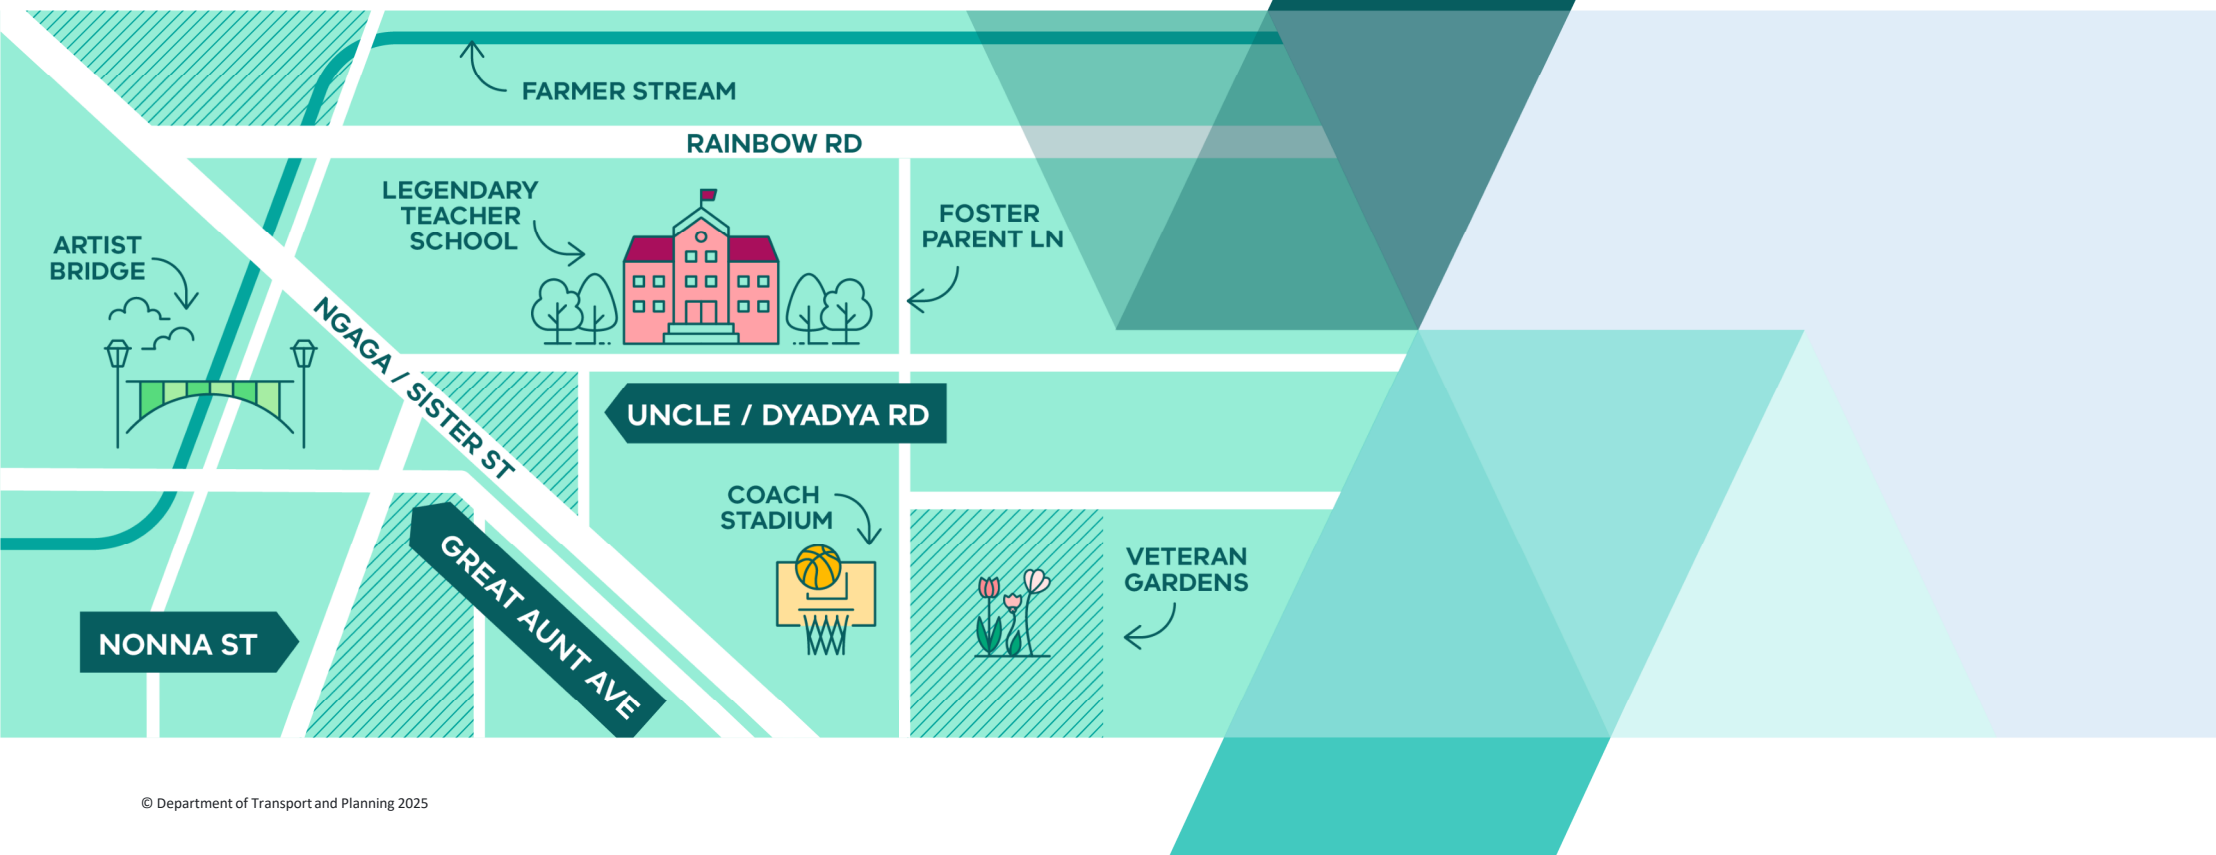 FARMER STREAM
RAINBOW RD
LEGENDARY
TEACHER
SCHOOL
FOSTER
PARENT LN
ARTIST
BRIDGE
NGAGA / SISTER ST
UNCLE / DYADYA RD
COACH
STADIUM
VETERAN
GARDENS
GREAT AUNT AVE
NONNA ST
© Department of Transport and Planning 2025